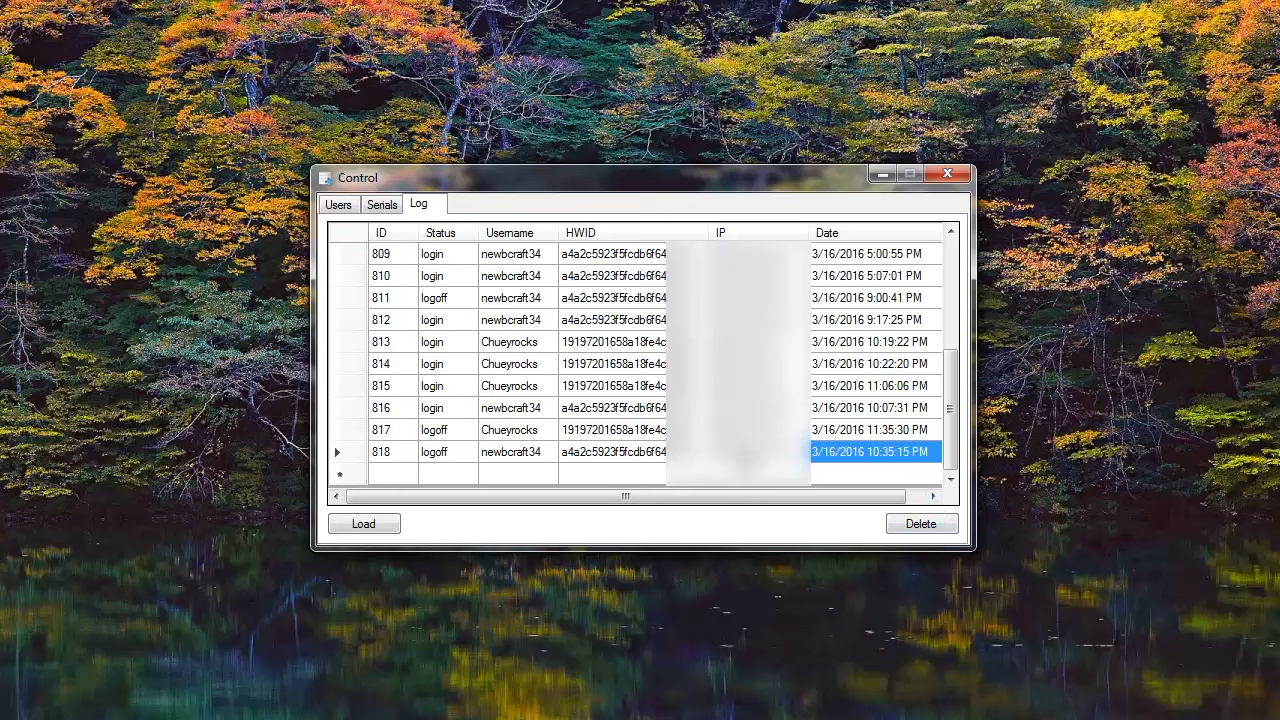 Control
Users Serials Log
ID Status Username HWID IP Date
809 login newbcraft34 a4a2c5923f5fcdb6f64 3/16/2016 5:00:55 PM
810 login newbcraft34 a4a2c5923f5fcdb6f64 3/16/2016 5:07:01 PM
811 logoff newbcraft34 a4a2c5923f5fcdb6f64 3/16/2016 9:00:41 PM
812 login newbcraft34 a4a2c5923f5fcdb6f64 3/16/2016 9:17:25 PM
813 login Chueyrocks 19197201658a18fe4c 3/16/2016 10:19:22 PM
814 login Chueyrocks 19197201658a18fe4c 3/16/2016 10:22:20 PM
815 login Chueyrocks 19197201658a18fe4c 3/16/2016 11:06:06 PM
816 login newbcraft34 a4a2c5923f5fcdb6f64 3/16/2016 10:07:31 PM
817 logoff Chueyrocks 19197201658a18fe4c 3/16/2016 11:35:30 PM
818 logoff newbcraft34 a4a2c5923f5fcdb6f64 3/16/2016 10:35:15 PM
Load Delete